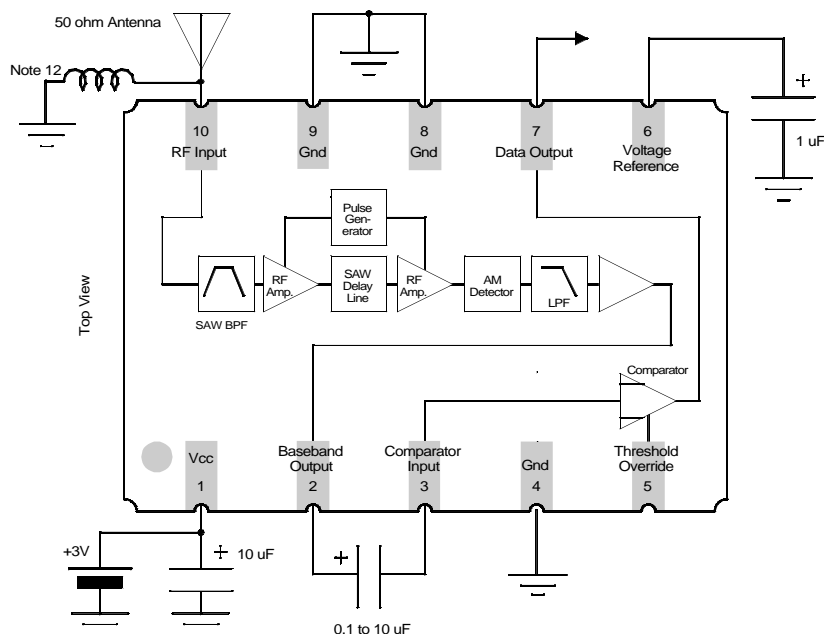 50 ohm Antenna
Note 12
10
RF Input
9
Gnd
8
Gnd
7
Data Output
6
Voltage
Reference
+
1 uF
Pulse
Gen-
erator
SAW BPF
RF
Amp.
SAW
Delay
Line
RF
Amp.
AM
Detector
LPF
Top View
Comparator
Vcc
1
Baseband
Output
2
Comparator
Input
3
Gnd
4
Threshold
Override
5
+3V
+
10 uF
+
0.1 to 10 uF